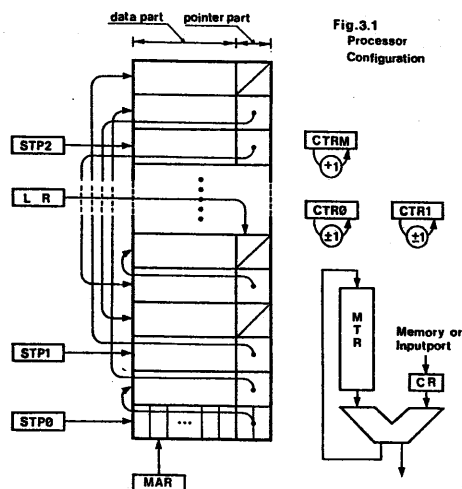 data part pointer part
Fig.3.1
Processor
Configuration
STP2
CTRM
+1
L R
CTR0 CTR1
±1 ±1
MTR
Memory or
Inputport
CR
STP1
STP0
...
MAR